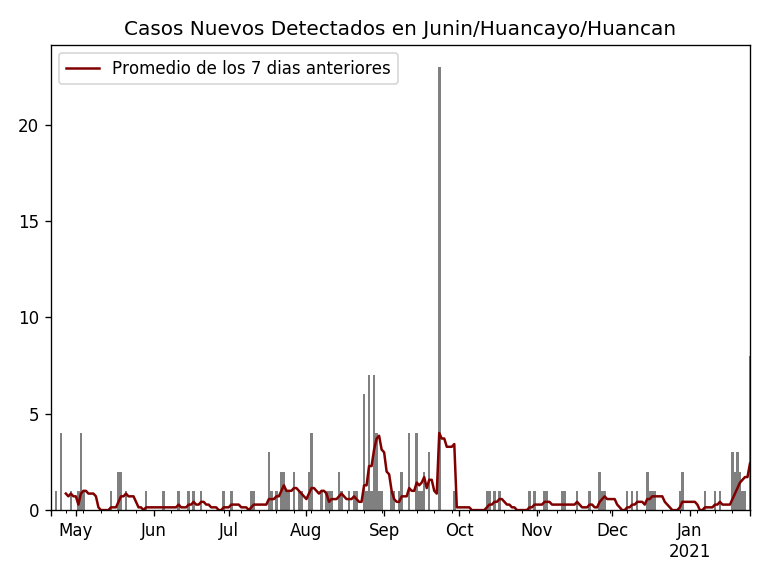 Casos Nuevos Detectados en Junin/Huancayo/Huancan
Promedio de los 7 dias anteriores
20
15
10
5
0
May Jun Jul Aug Sep Oct Nov Dec Jan
2021